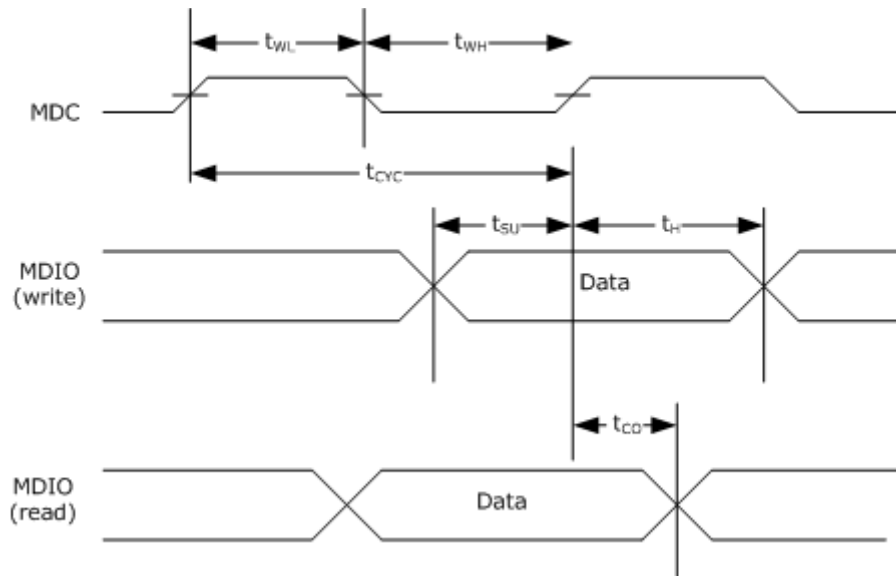 tWL tWH
MDC
tCYC
tSU tH
MDIO
(write)
Data
tCO
MDIO
(read)
Data